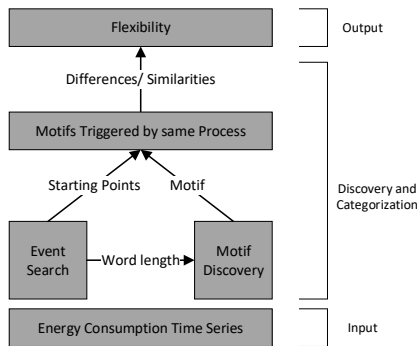 Flexibility
Output
Differences/ Similarities
Motifs Triggered by same Process
Starting Points
Motif
Discovery and
Categorization
Event
Search
Word length
Motif
Discovery
Energy Consumption Time Series
Input